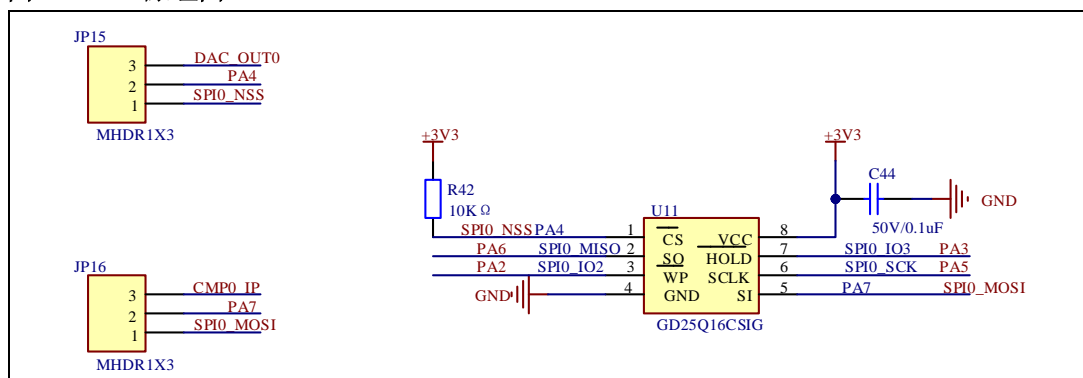 JP15
3 DAC_OUT0
2 PA4
1 SPI0_NSS
MHDR1X3
+3V3
R42
10KΩ
+3V3
C44
GND
50V/0.1uF
U11
SPI0_NSS PA4 1 CS VCC 8
PA6 SPI0_MISO 2 SO HOLD 7 SPI0_IO3 PA3
PA2 SPI0_IO2 3 WP SCLK 6 SPI0_SCK PA5
GND 4 GND SI 5 PA7 SPI0_MOSI
GD25Q16CSIG
JP16
3 CMP0_IP
2 PA7
1 SPI0_MOSI
MHDR1X3